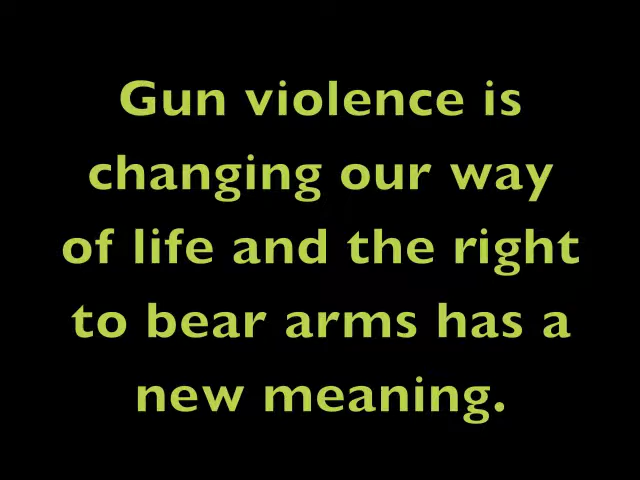 Gun violence is
changing our way
of life and the right
to bear arms has a
new meaning.